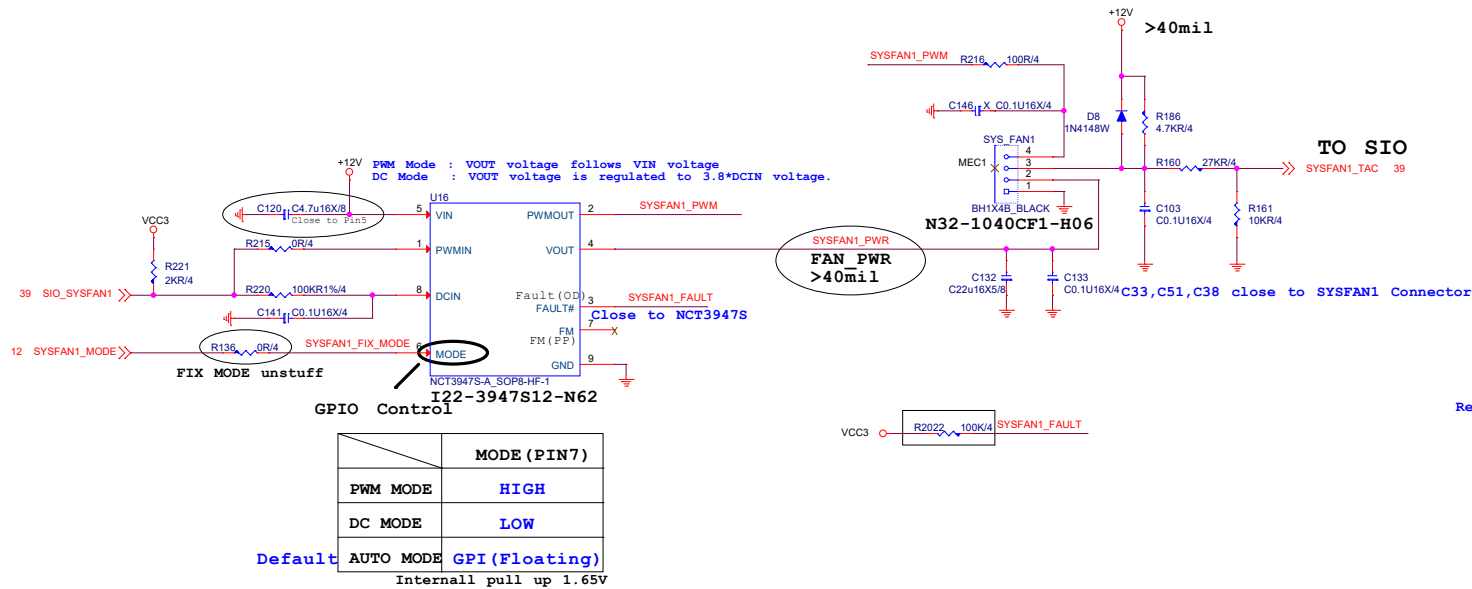 +12V
>40mil
SYSFAN1_PWM
R216 100R/4
C146 X_C0.1U16X/4
D8
1N4148W
R186
4.7KR/4
SYS_FAN1
MEC1
4
3
2
1
BH1X4B_BLACK
N32-1040CF1-H06
R160 27KR/4
TO SIO
SYSFAN1_TAC 39
C103
C0.1U16X/4
R161
10KR/4
+12V
PWM Mode : VOUT voltage follows VIN voltage
DC Mode : VOUT voltage is regulated to 3.8*DCIN voltage.
U16
C120 C4.7u16X/8
Close to Pin5
VCC3
R221
2KR/4
R215 0R/4
39 SIO_SYSFAN1
R220 100KR1%/4
C141 C0.1U16X/4
12 SYSFAN1_MODE
R136 0R/4
SYSFAN1_FIX_MODE
FIX MODE unstuff
5 VIN
1 PWMIN
8 DCIN
6 MODE
PWMOUT 2
SYSFAN1_PWM
VOUT 4
SYSFAN1_PWR
FAN_PWR
>40mil
Fault(OD)
FAULT# 3
SYSFAN1_FAULT
Close to NCT3947S
FM 7
X
FM(PP)
GND 9
NCT3947S-A_SOP8-HF-1
I22-3947S12-N62
C132
C22u16X5/8
C133
C0.1U16X/4
C33,C51,C38 close to SYSFAN1 Connector
GPIO Control
VCC3
R2022 100K/4
SYSFAN1_FAULT
Re
MODE(PIN7)
PWM MODE HIGH
DC MODE LOW
Default AUTO MODE GPI(Floating)
Internall pull up 1.65V